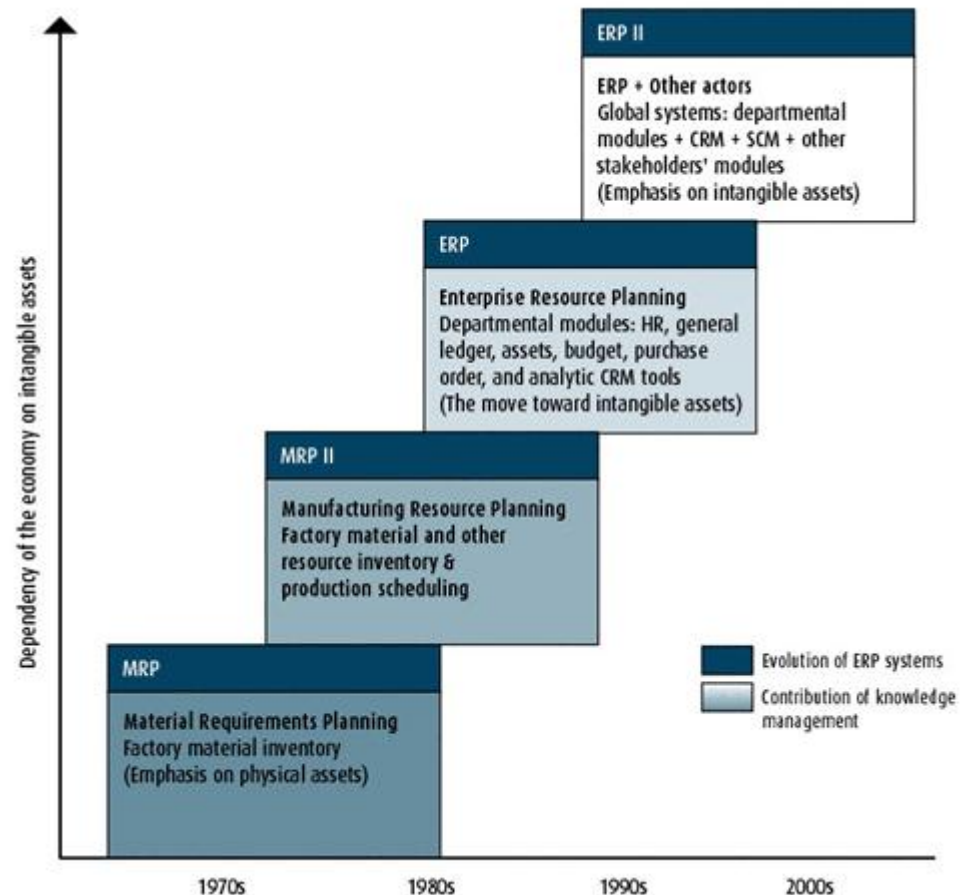 ERP II
ERP + Other actors
Global systems: departmental
modules + CRM + SCM + other
stakeholders' modules
(Emphasis on intangible assets)
ERP
Enterprise Resource Planning
Departmental modules: HR, general
ledger, assets, budget, purchase
order, and analytic CRM tools
(The move toward intangible assets)
MRP II
Manufacturing Resource Planning
Factory material and other
resource inventory &
production scheduling
MRP
Material Requirements Planning
Factory material inventory
(Emphasis on physical assets)
Dependency of the economy on intangible assets
Evolution of ERP systems
Contribution of knowledge
management
1970s 1980s 1990s 2000s